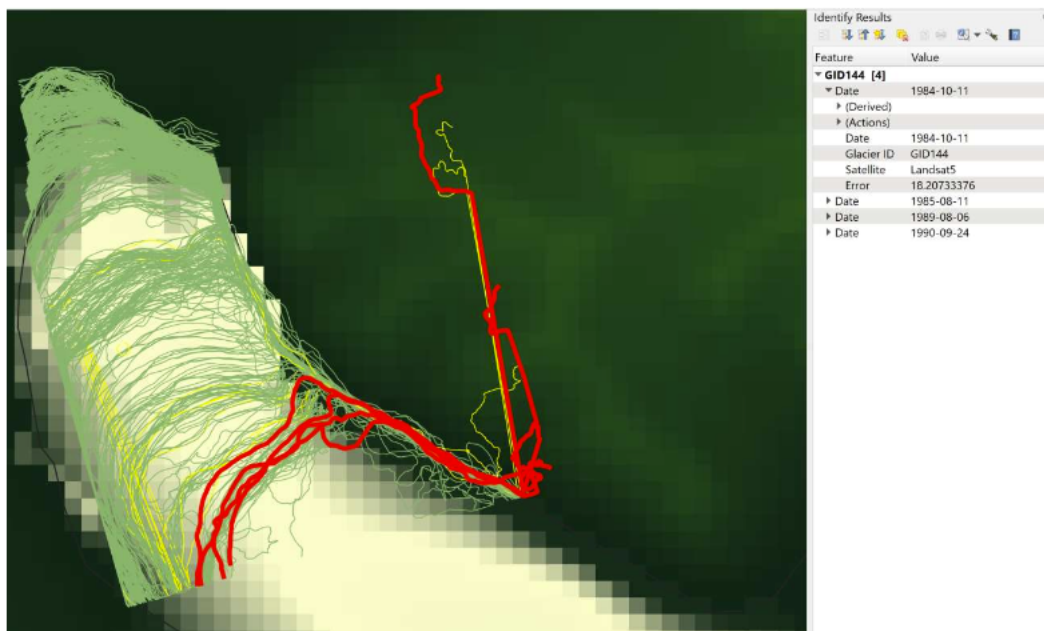 Identify Results
Feature Value
GID144 [4]
Date 1984-10-11
(Derived)
(Actions)
Date 1984-10-11
Glacier ID GID144
Satellite Landsat5
Error 18.20733376
Date 1985-08-11
Date 1989-08-06
Date 1990-09-24